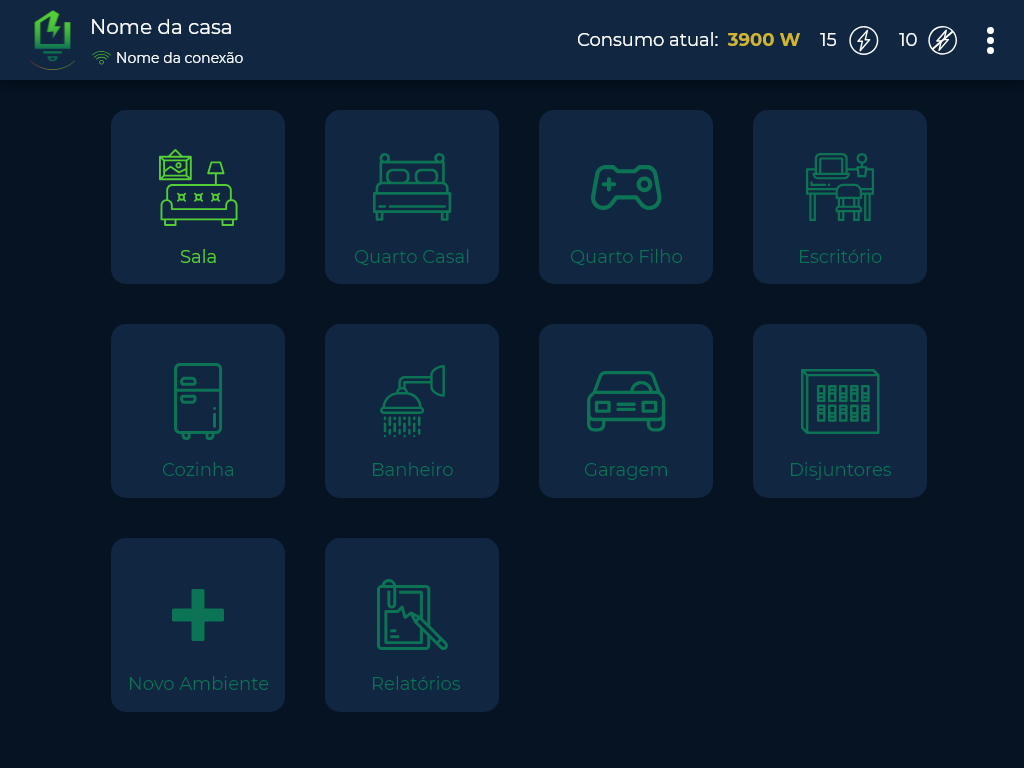 Nome da casa
Nome da conexão
Consumo atual: 3900 W 15 10
Sala
Quarto Casal
Quarto Filho
Escritório
Cozinha
Banheiro
Garagem
Disjuntores
Novo Ambiente
Relatórios